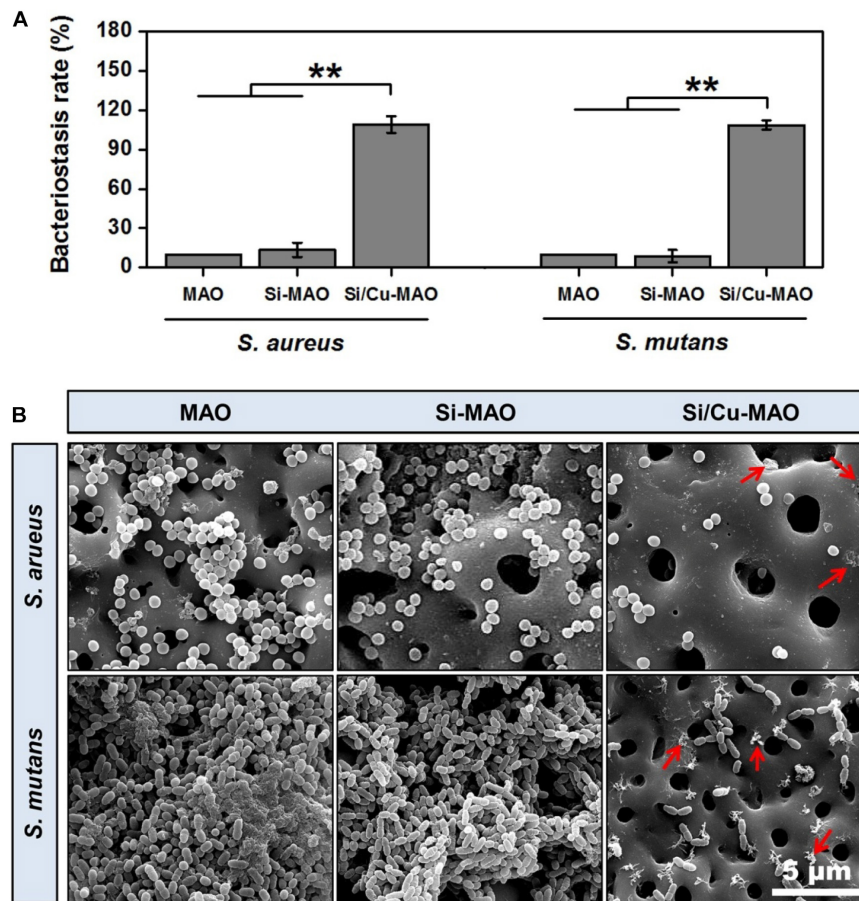 A
Bacteriostasis rate (%)
180
150
120
90
60
30
0
**
**
MAO Si-MAO Si/Cu-MAO MAO Si-MAO Si/Cu-MAO
S. aureus S. mutans
B
MAO Si-MAO Si/Cu-MAO
S. arueus
S. mutans
5 µm